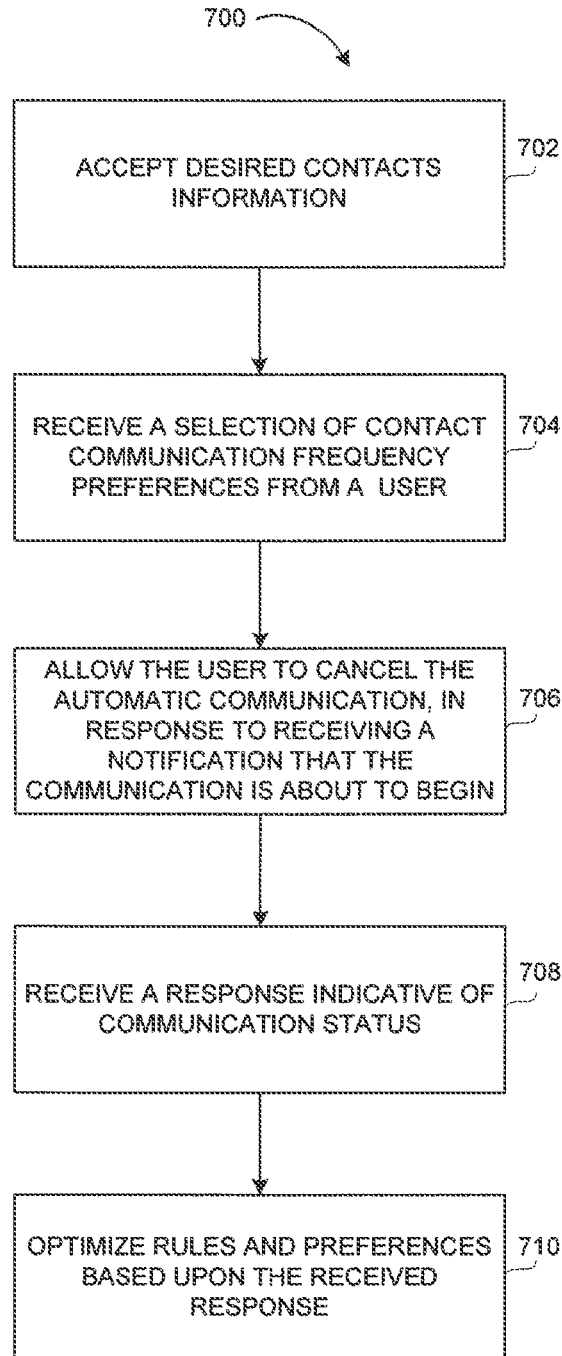 700
ACCEPT DESIRED CONTACTS
INFORMATION
702
RECEIVE A SELECTION OF CONTACT
COMMUNICATION FREQUENCY
PREFERENCES FROM A USER
704
ALLOW THE USER TO CANCEL THE
AUTOMATIC COMMUNICATION, IN
RESPONSE TO RECEIVING A
NOTIFICATION THAT THE
COMMUNICATION IS ABOUT TO BEGIN
706
RECEIVE A RESPONSE INDICATIVE OF
COMMUNICATION STATUS
708
OPTIMIZE RULES AND PREFERENCES
BASED UPON THE RECEIVED
RESPONSE
710